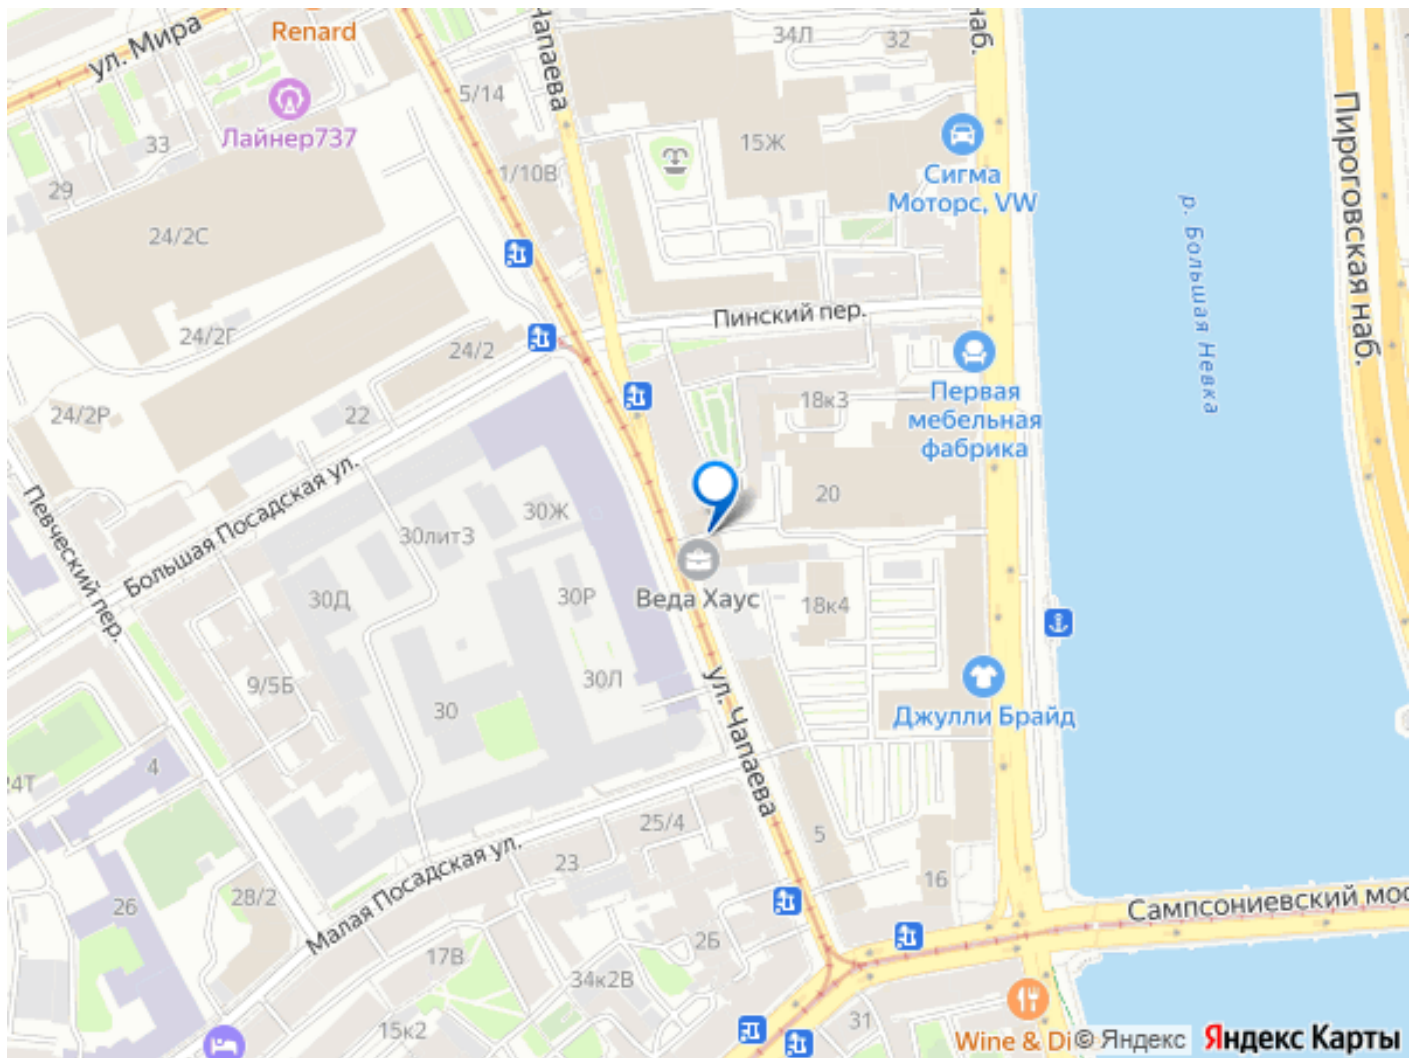 Renard
ул. Мира
Чапаева
5/14
34Л
32
наб.
Лайнер737
33
29
1/10В
15Ж
Сигма
Моторс, VW
Пироговская наб.
р. Большая Невка
24/2С
24/2Г
24/2
Пинский пер.
24/2Р
22
18к3
Первая
мебельная
фабрика
Певческий пер.
Большая Посадская ул.
30лит3
30Ж
20
30Д
30Р
Веда Хаус
18к4
9/5Б
30
30Л
ул. Чапаева
Джулли Брайд
24Т
4
25/4
23
5
Малая Посадская ул.
26
28/2
16
Сампсониевский мос
17В
2Б
34к2В
15к2
31
Wine & Di
© Яндекс
Яндекс Карты